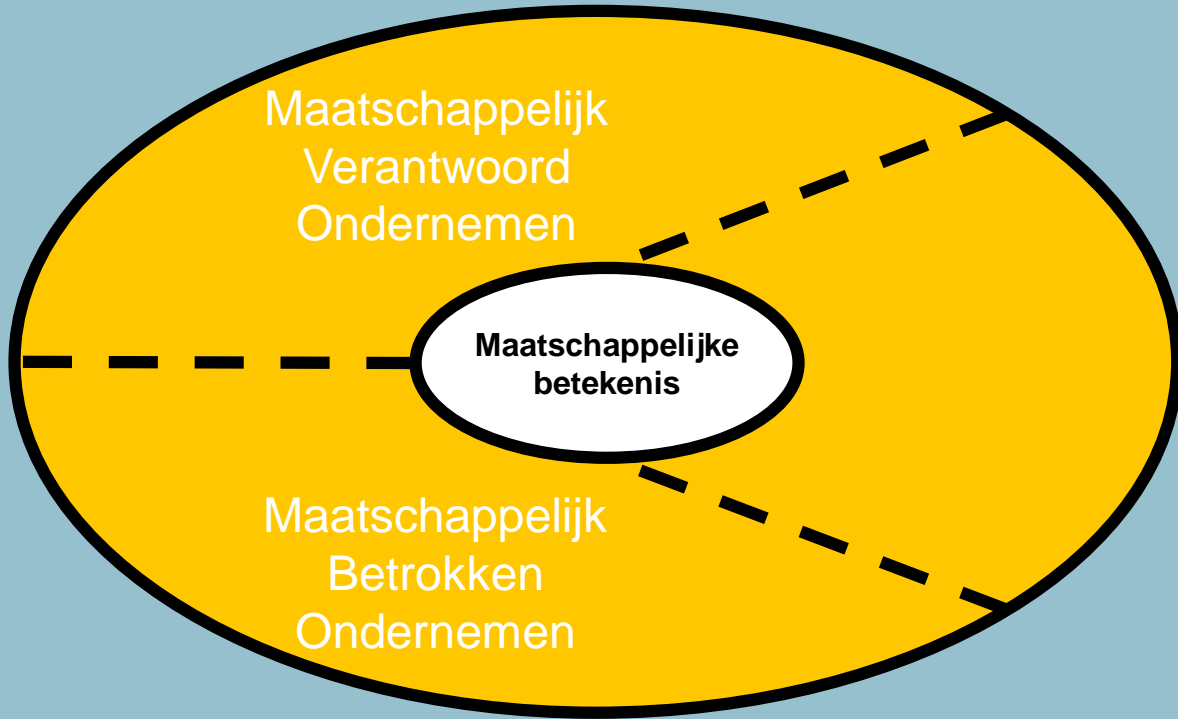 Maatschappelijk
Verantwoord
Ondernemen
Maatschappelijke
betekenis
Maatschappelijk
Betrokken
Ondernemen